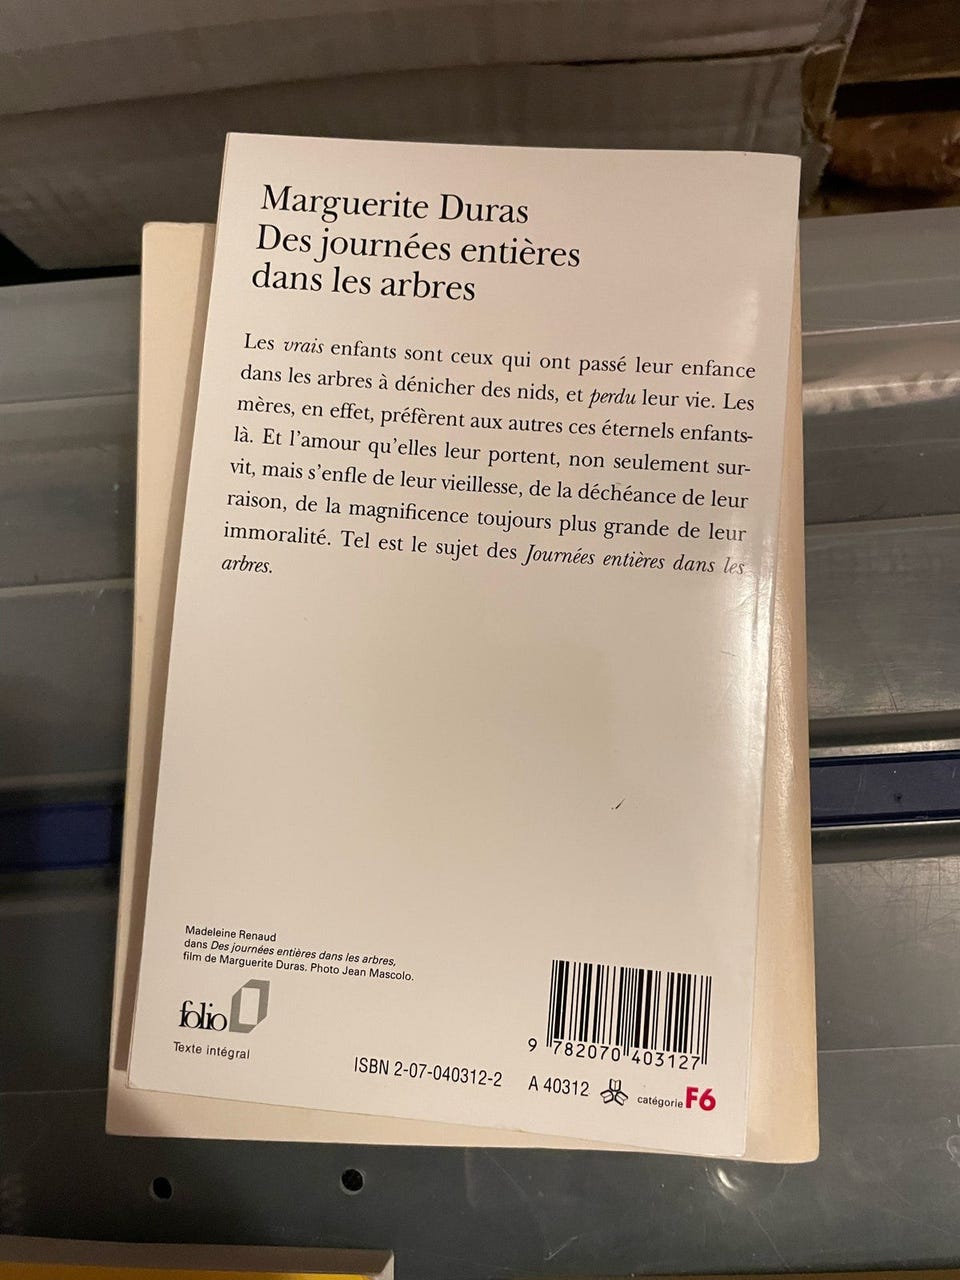 Marguerite Duras
Des journées entières
dans les arbres
Les vrais enfants sont ceux qui ont passé leur enfance
dans les arbres à dénicher des nids, et perdu leur vie. Les
mères, en effet, préfèrent aux autres ces éternels enfants-
là. Et l'amour qu'elles leur portent, non seulement sur-
vit, mais s'enfle de leur vieillesse, de la déchéance de leur
raison, de la magnificence toujours plus grande de leur
immoralité. Tel est le sujet des Journées entières dans les
arbres.
Madeleine Renaud
dans Des journées entières dans les arbres,
film de Marguerite Duras. Photo Jean Mascolo.
folio
Texte intégral
9 782070 403127
ISBN 2-07-040312-2 A 40312 catégorie F6